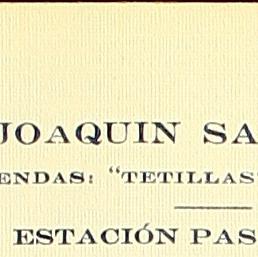 JOAQUIN SA
ENDAS: "TETILLAS
ESTACIÓN PAS